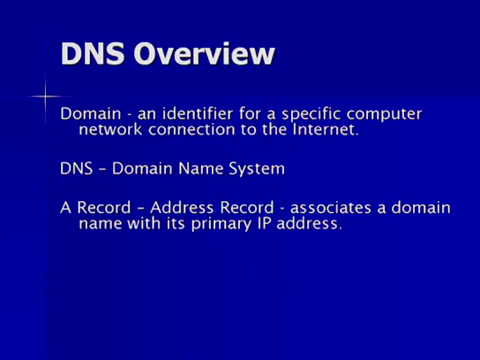 DNS Overview
Domain - an identifier for a specific computer
network connection to the Internet.
DNS – Domain Name System
A Record – Address Record - associates a domain
name with its primary IP address.